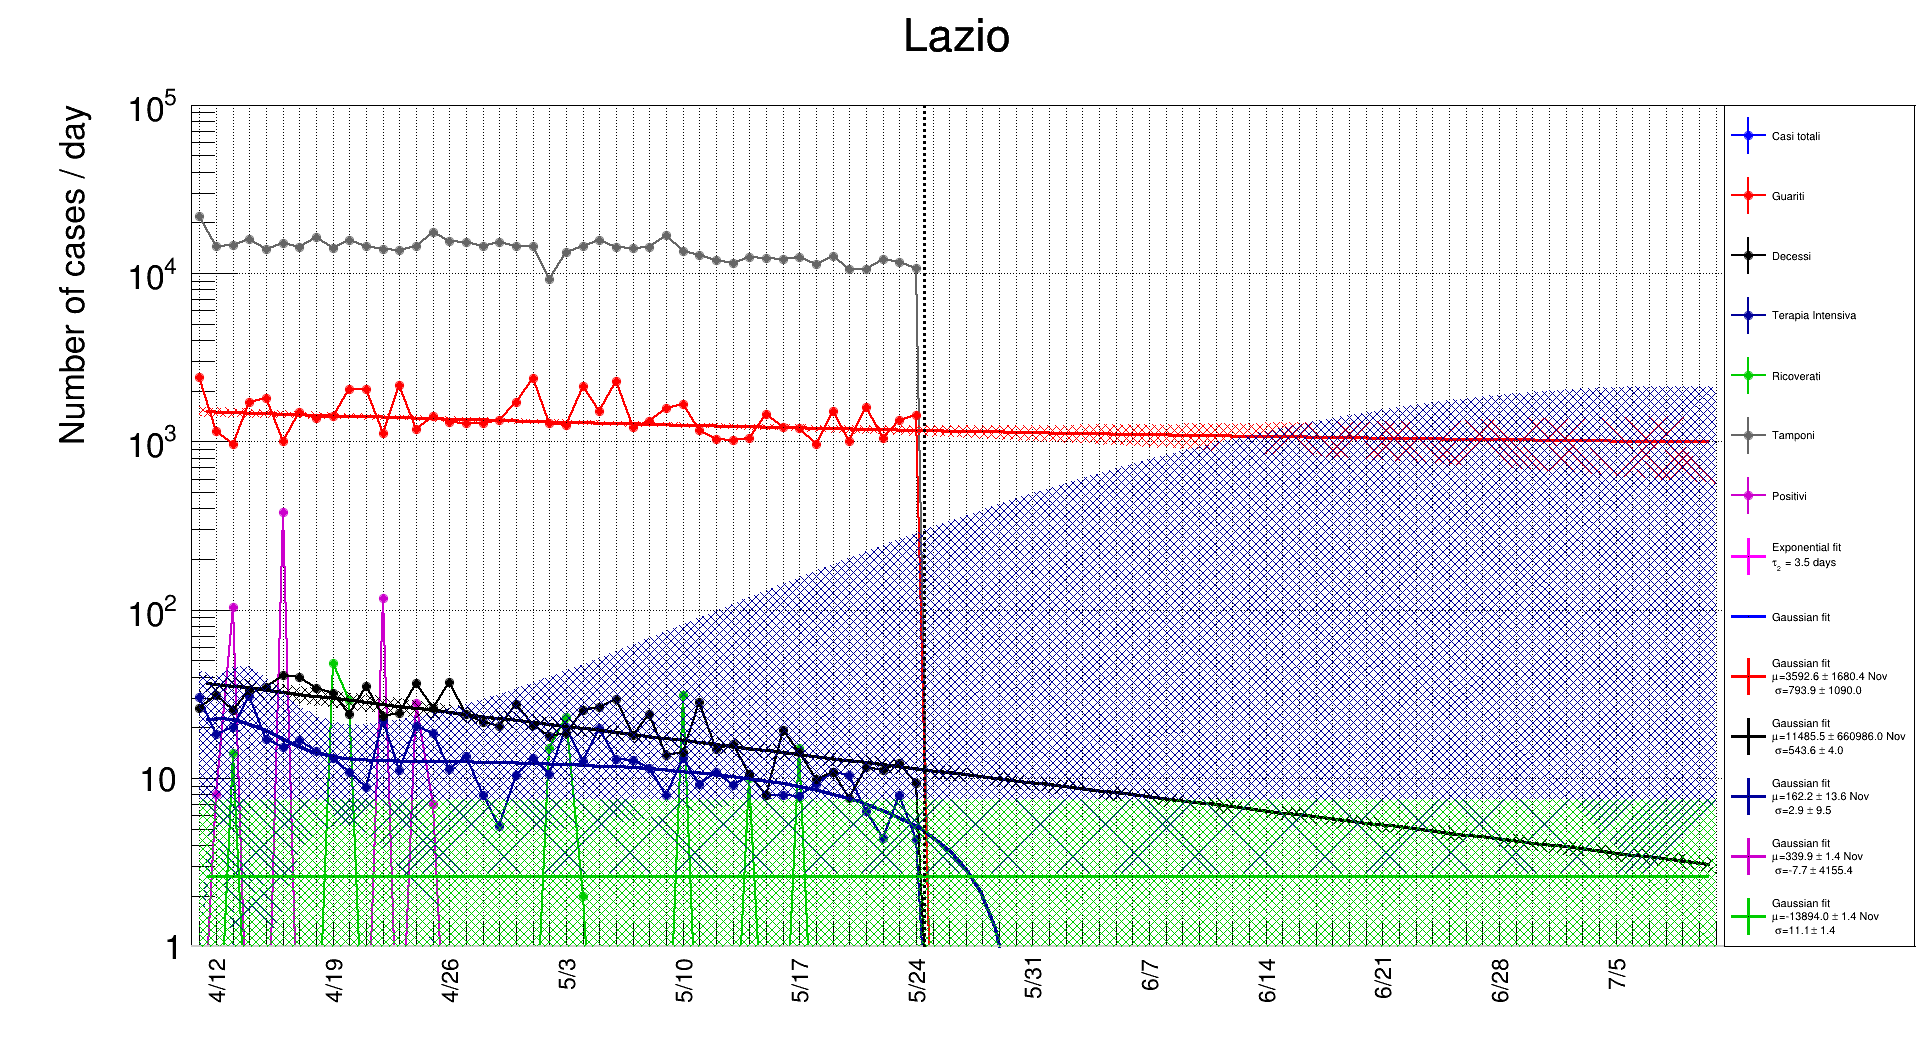 Lazio
Number of cases / day
10^5
10^4
10^3
10^2
10
1
4/12
4/19
4/26
5/3
5/10
5/17
5/24
5/31
6/7
6/14
6/21
6/28
7/5
Casi totali
Guariti
Decessi
Terapia Intensiva
Ricoverati
Tamponi
Positivi
Exponential fit
τ_2 = 3.5 days
Gaussian fit
Gaussian fit
μ=3592.6 ± 1680.4 Nov
σ=793.9 ± 1090.0
Gaussian fit
μ=11485.5 ± 660986.0 Nov
σ=543.6 ± 4.0
Gaussian fit
μ=162.2 ± 13.6 Nov
σ=2.9 ± 9.5
Gaussian fit
μ=339.9 ± 1.4 Nov
σ=-7.7 ± 4155.4
Gaussian fit
μ=-13894.0 ± 1.4 Nov
σ=11.1 ± 1.4